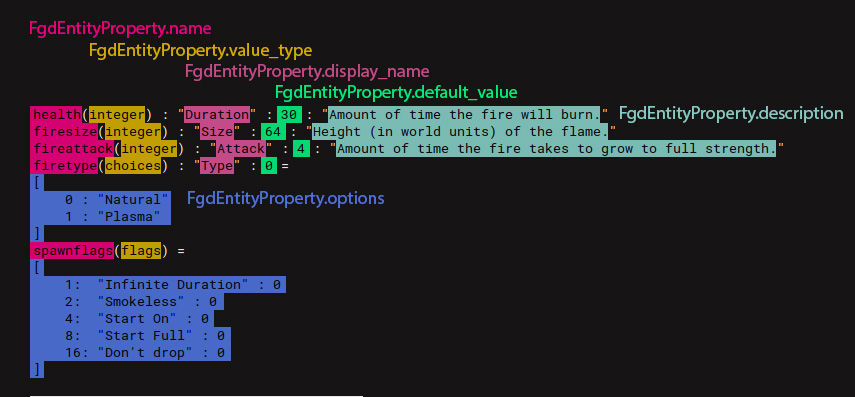 FgdEntityProperty.name
FgdEntityProperty.value_type
FgdEntityProperty.display_name
FgdEntityProperty.default_value
health(integer) : "Duration" : 30 : "Amount of time the fire will burn." FgdEntityProperty.description
firesize(integer) : "Size" : 64 : "Height (in world units) of the flame."
fireattack(integer) : "Attack" : 4 : "Amount of time the fire takes to grow to full strength."
firetype(choices) : "Type" : 0 =
[
0 : "Natural" FgdEntityProperty.options
1 : "Plasma"
]
spawnflags(flags) =
[
1: "Infinite Duration" : 0
2: "Smokeless" : 0
4: "Start On" : 0
8: "Start Full" : 0
16: "Don't drop" : 0
]